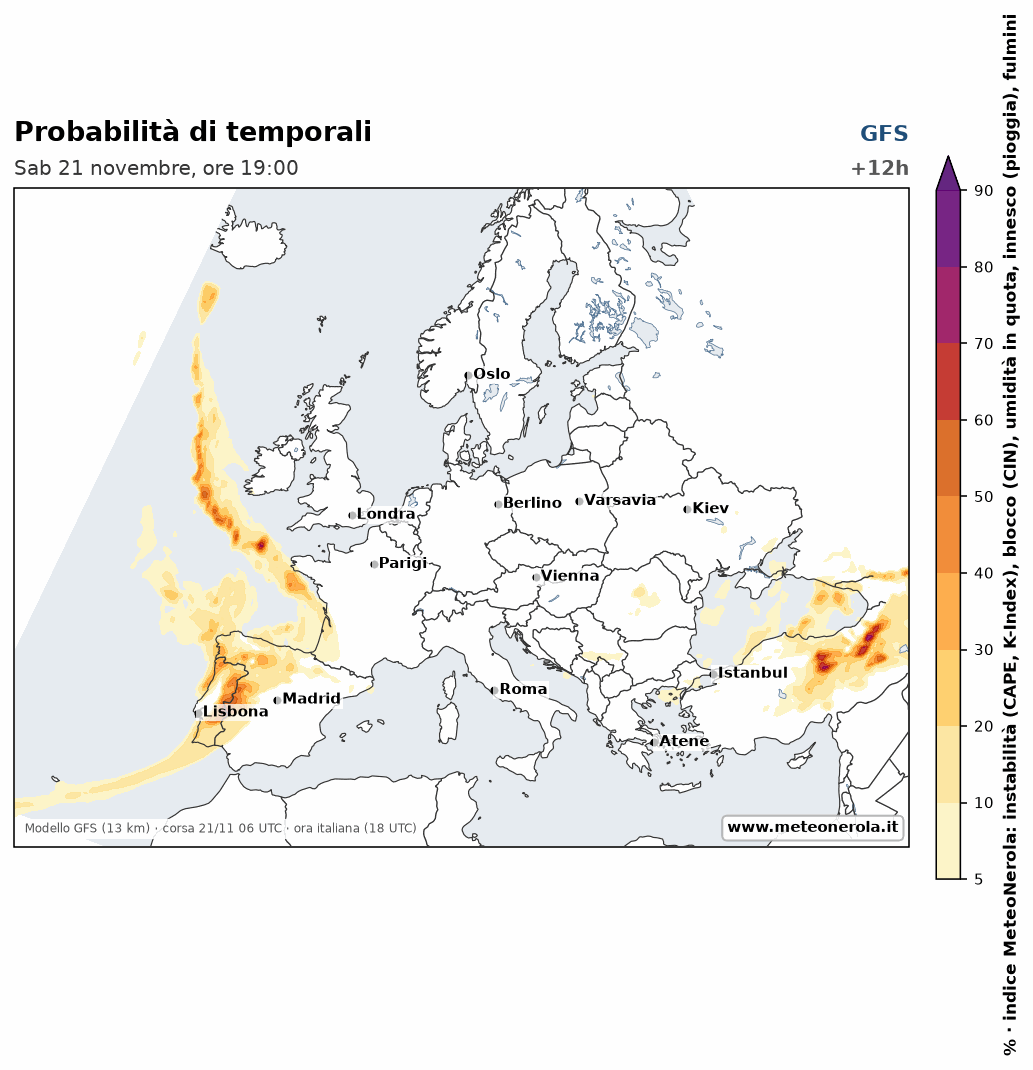 Probabilità di temporali
GFS
Sab 21 novembre, ore 19:00
+12h
Oslo
Londra
Berlino
Varsavia
Kiev
Parigi
Vienna
Istanbul
Roma
Madrid
Lisbona
Atene
Modello GFS (13 km) · corsa 21/11 06 UTC · ora italiana (18 UTC)
www.meteonerola.it
90
80
70
60
50
40
30
20
10
5
% · indice MeteoNerola: instabilità (CAPE, K-Index), blocco (CIN), umidità in quota, innesco (pioggia), fulmini